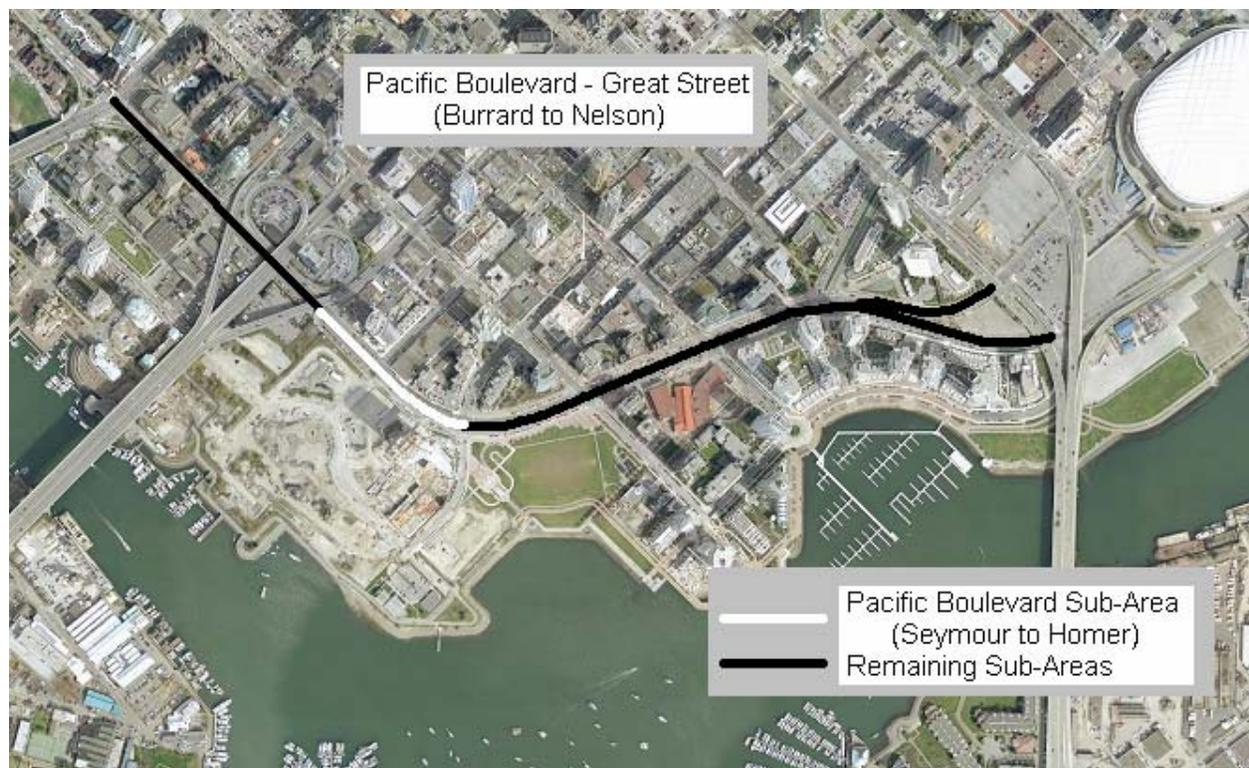 Pacific Boulevard - Great Street
(Burrard to Nelson)
Pacific Boulevard Sub-Area
(Seymour to Homer)
Remaining Sub-Areas